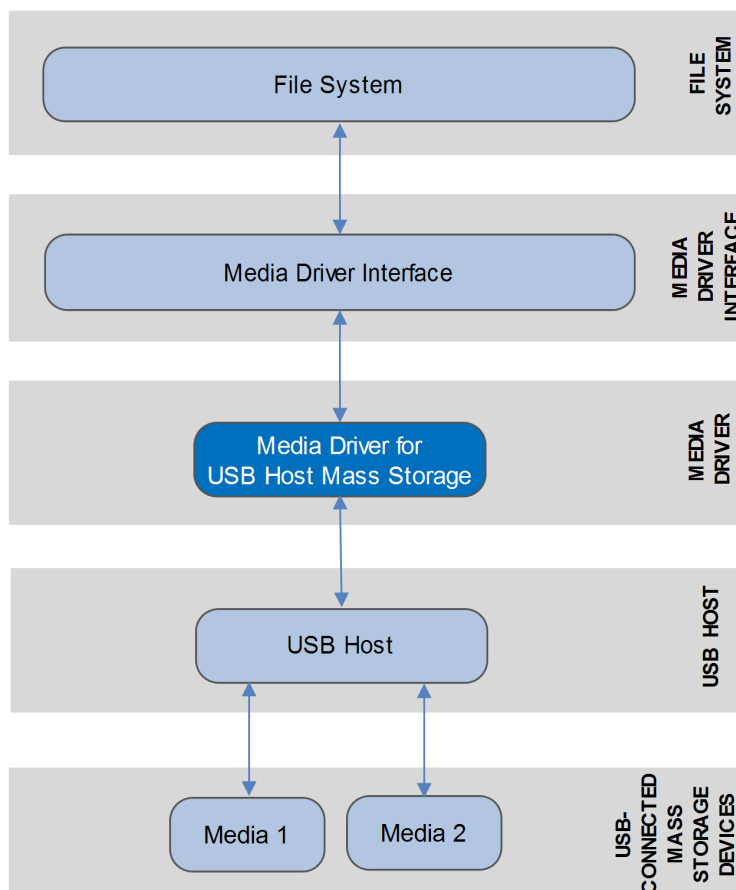 File System
FILE
SYSTEM
Media Driver Interface
MEDIA
DRIVER
INTERFACE
Media Driver for
USB Host Mass Storage
MEDIA
DRIVER
USB Host
USB HOST
Media 1
Media 2
USB-
CONNECTED
MASS
STORAGE
DEVICES